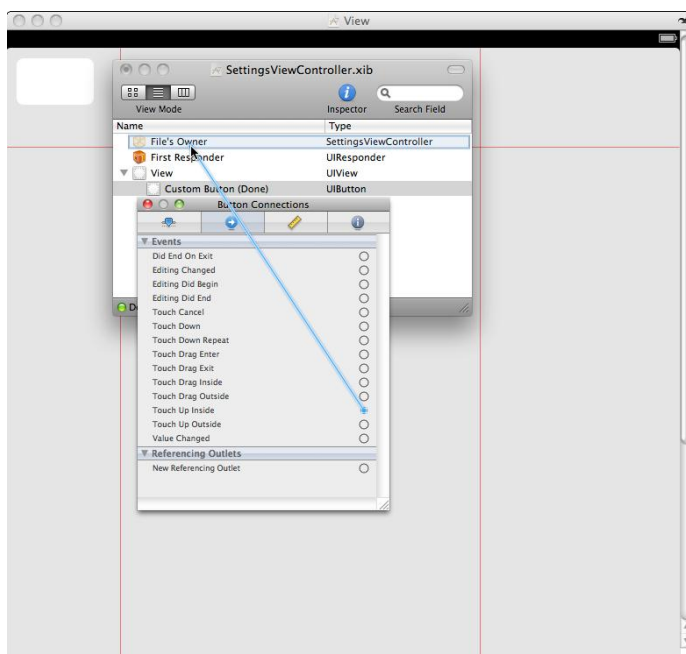 View
SettingsViewController.xib
View Mode
Inspector
Search Field
Name
Type
File's Owner
SettingsViewController
First Responder
UIResponder
View
UIView
Custom Button (Done)
UIButton
Button Connections
Events
Did End On Exit
Editing Changed
Editing Did Begin
Editing Did End
Touch Cancel
Touch Down
Touch Down Repeat
Touch Drag Enter
Touch Drag Exit
Touch Drag Inside
Touch Drag Outside
Touch Up Inside
Touch Up Outside
Value Changed
Referencing Outlets
New Referencing Outlet